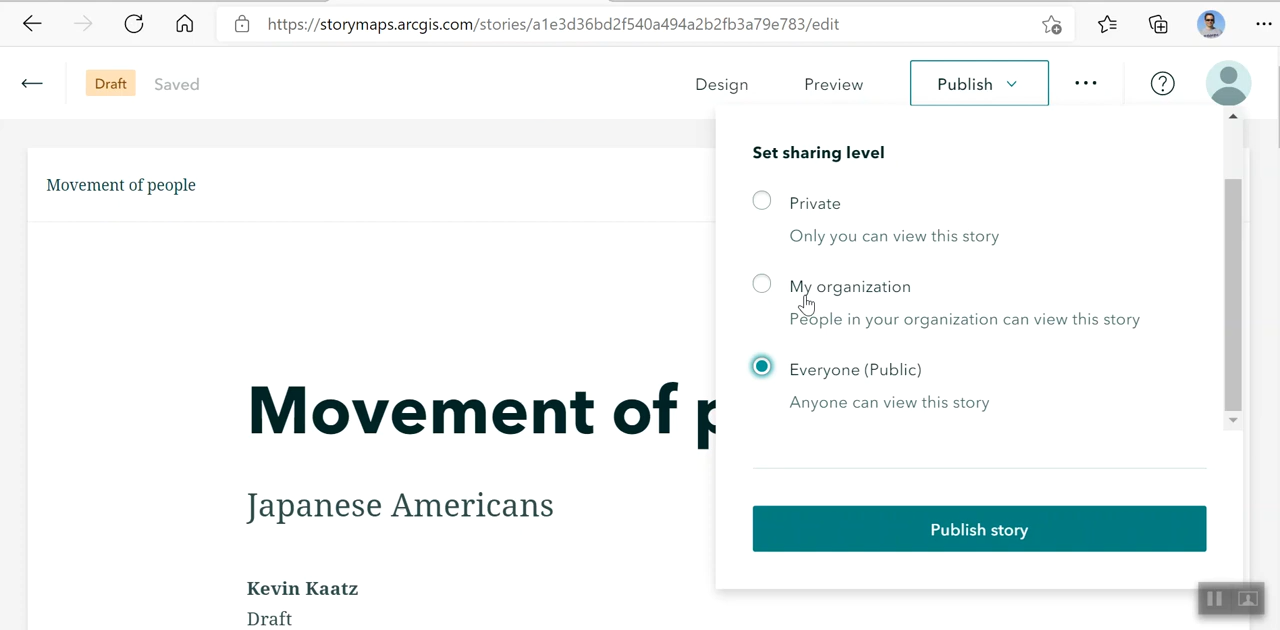 https://storymaps.arcgis.com/stories/a1e3d36bd2f540a494a2b2fb3a79e783/edit
Draft Saved Design Preview Publish
Set sharing level
Movement of people
Private
Only you can view this story
My organization
People in your organization can view this story
Everyone (Public)
Anyone can view this story
Movement of p
Japanese Americans
Publish story
Kevin Kaatz
Draft